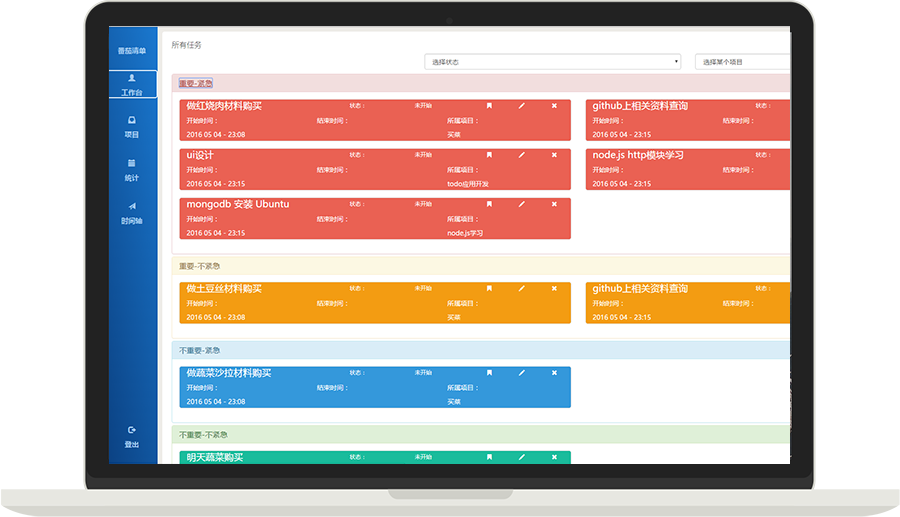 番茄清单
工作台
项目
统计
时间轴
登出
所有任务
选择状态
选择某个项目
重要-紧急
做红烧肉材料购买 状态： 未开始
开始时间： 结束时间： 所属项目：
2016 05 04 - 23:08 买菜
github上相关资料查询 状态：
开始时间： 结束时间：
2016 05 04 - 23:15
ui设计 状态： 未开始
开始时间： 结束时间： 所属项目：
2016 05 04 - 23:15 todo应用开发
node.js http模块学习 状态：
开始时间： 结束时间：
2016 05 04 - 23:15
mongodb 安装 Ubuntu 状态： 未开始
开始时间： 结束时间： 所属项目：
2016 05 04 - 23:15 node.js学习
重要-不紧急
做土豆丝材料购买 状态： 未开始
开始时间： 结束时间： 所属项目：
2016 05 04 - 23:08 买菜
github上相关资料查询 状态：
开始时间： 结束时间：
2016 05 04 - 23:15
不重要-紧急
做蔬菜沙拉材料购买 状态： 未开始
开始时间： 结束时间： 所属项目：
2016 05 04 - 23:08 买菜
不重要-不紧急
明天蔬菜购买 状态： 未开始